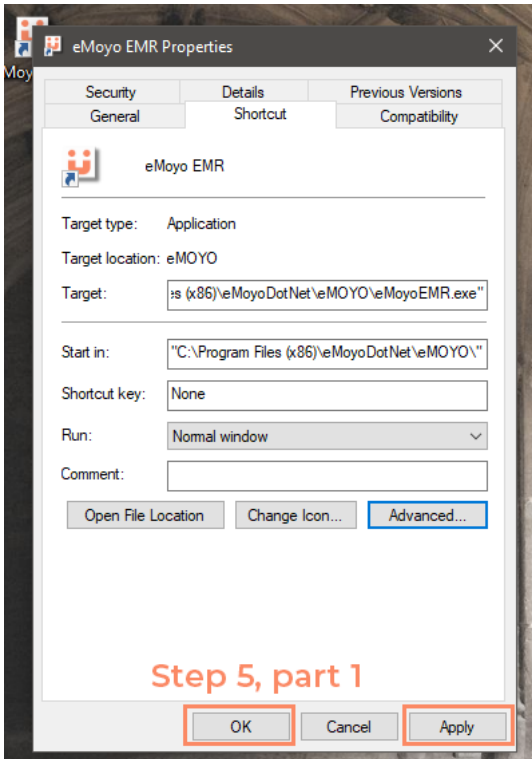 Moy
eMoyo EMR Properties
Security Details Previous Versions
General Shortcut Compatibility
eMoyo EMR
Target type: Application
Target location: eMOYO
Target: es (x86)\eMoyoDotNet\eMOYO\eMoyoEMR.exe"
Start in: "C:\Program Files (x86)\eMoyoDotNet\eMOYO\"
Shortcut key: None
Run: Normal window
Comment:
Open File Location Change Icon... Advanced...
Step 5, part 1
OK Cancel Apply